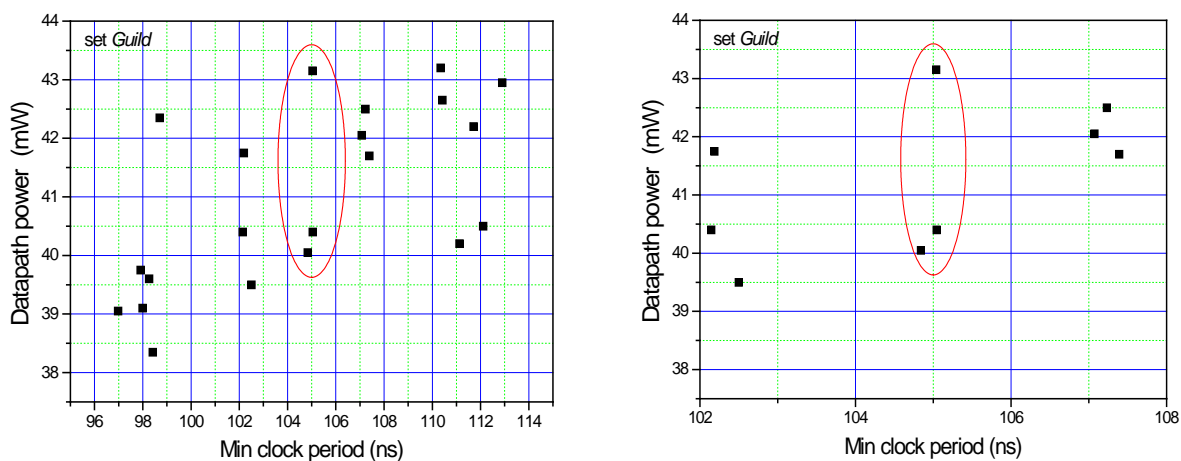 set Guild
44
43
42
41
40
39
38
Datapath power (mW)
96 98 100 102 104 106 108 110 112 114
Min clock period (ns)
set Guild
44
43
42
41
40
39
38
Datapath power (mW)
102 104 106 108
Min clock period (ns)